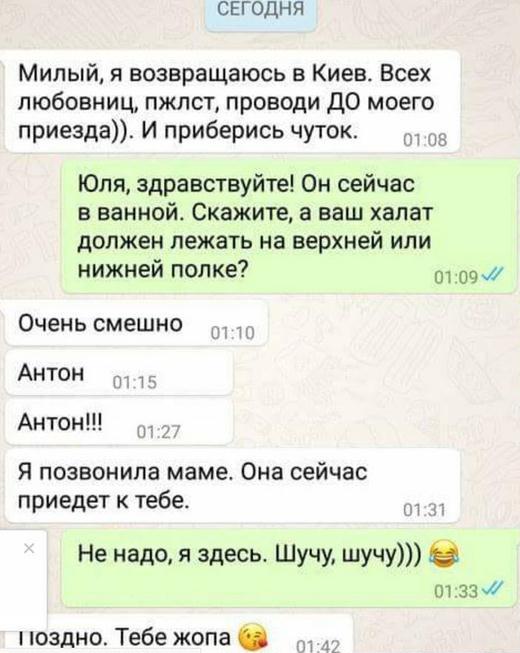 СЕГОДНЯ
Милый, я возвращаюсь в Киев. Всех
любовниц, пжлст, проводи ДО моего
приезда)). И приберись чуток.
01:08
Юля, здравствуйте! Он сейчас
в ванной. Скажите, а ваш халат
должен лежать на верхней или
нижней полке?
01:09
Очень смешно 01:10
Антон 01:15
Антон!!! 01:27
Я позвонила маме. Она сейчас
приедет к тебе.
01:31
Не надо, я здесь. Шучу, шучу))) 😂
01:33
Поздно. Тебе жопа 😘 01:42